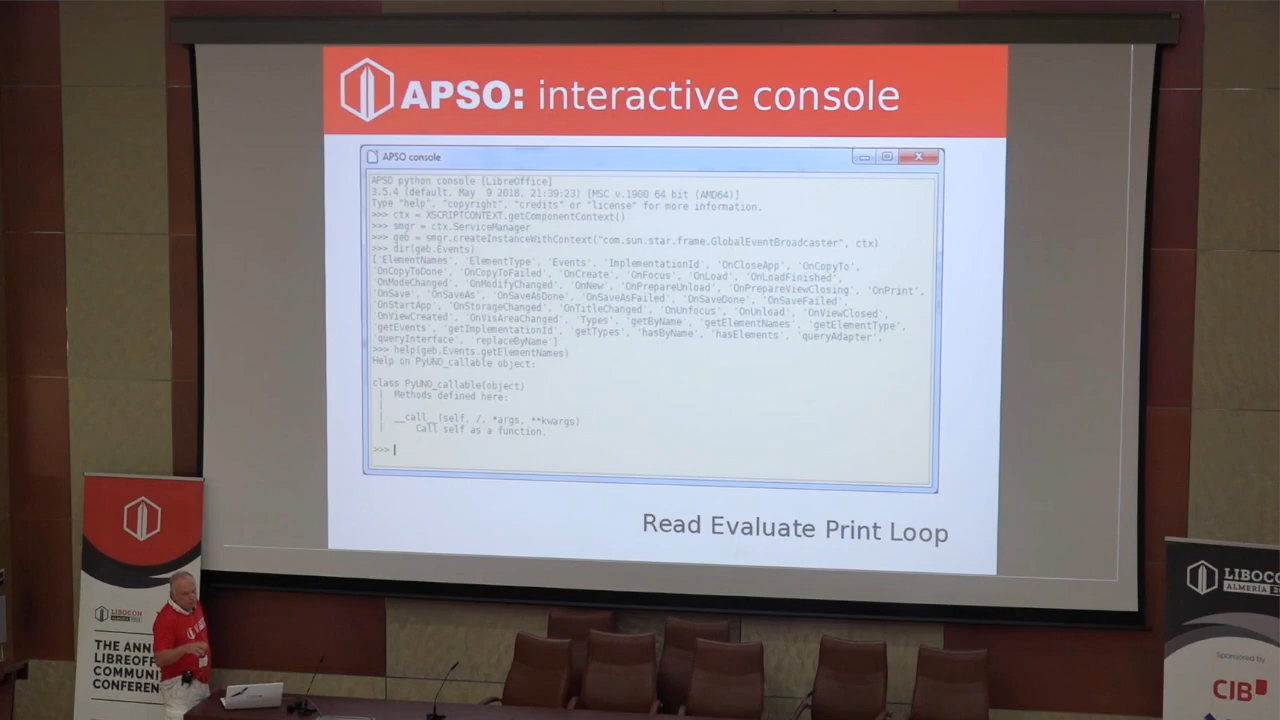 APSO: interactive console
APSO console
APSO python console [LibreOffice]
3.5.4 (default, May  9 2018, 21:39:23) [MSC v.1900 64 bit (AMD64)]
Type "help", "copyright", "credits" or "license" for more information.
>>> ctx = XSCRIPTCONTEXT.getComponentContext()
>>> smgr = ctx.ServiceManager
>>> geb = smgr.createInstanceWithContext("com.sun.star.frame.GlobalEventBroadcaster", ctx)
>>> dir(geb.Events)
['ElementNames', 'ElementType', 'Events', 'ImplementationId', 'OnCloseApp', 'OnCopyTo',
'OnCopyToDone', 'OnCopyToFailed', 'OnCreate', 'OnFocus', 'OnLoad', 'OnLoadFinished',
'OnModeChanged', 'OnModifyChanged', 'OnNew', 'OnPrepareUnload', 'OnPrepareViewClosing', 'OnPrint',
'OnSave', 'OnSaveAs', 'OnSaveAsDone', 'OnSaveAsFailed', 'OnSaveDone', 'OnSaveFailed',
'OnStartApp', 'OnStorageChanged', 'OnTitleChanged', 'OnUnfocus', 'OnUnload', 'OnViewClosed',
'OnViewCreated', 'OnVisAreaChanged', 'Types', 'getByName', 'getElementNames', 'getElementType',
'getEvents', 'getImplementationId', 'getTypes', 'hasByName', 'hasElements', 'queryAdapter',
'queryInterface', 'replaceByName']
>>> help(geb.Events.getElementNames)
Help on PyUNO_callable object:
class PyUNO_callable(object)
|  Methods defined here:
|
|  __call__(self, /, *args, **kwargs)
|      Call self as a function.
>>>
Read Evaluate Print Loop
LIBOCON
THE ANN
LIBREOFF
COMMUNI
CONFEREN
LIBOCO
ALMERÍA
Sponsored by
CIB